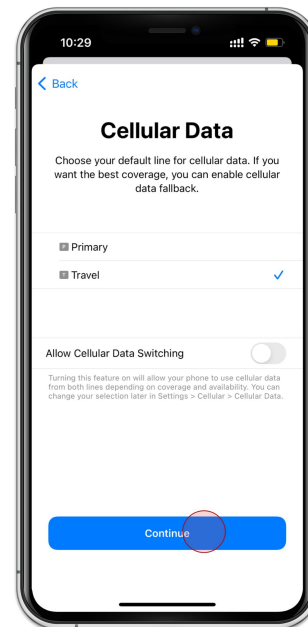 10:29
Back
Cellular Data
Choose your default line for cellular data. If you
want the best coverage, you can enable cellular
data fallback.
P Primary
T Travel
Allow Cellular Data Switching
Turning this feature on will allow your phone to use cellular data
from both lines depending on coverage and availability. You can
change your selection later in Settings > Cellular > Cellular Data.
Continue